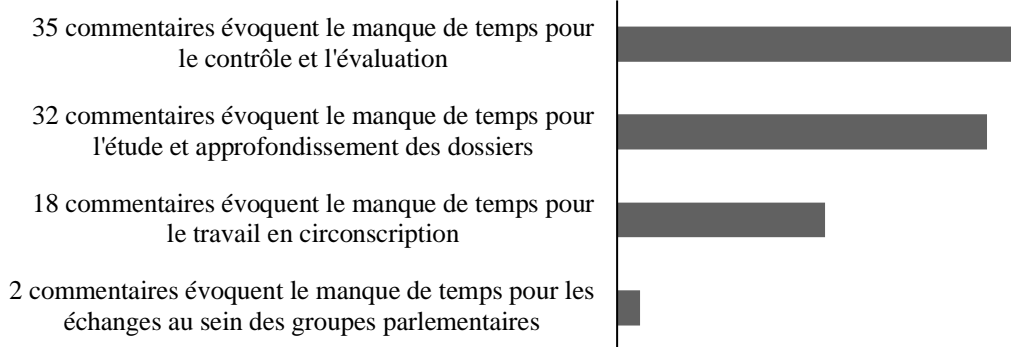 35 commentaires évoquent le manque de temps pour
le contrôle et l'évaluation
32 commentaires évoquent le manque de temps pour
l'étude et approfondissement des dossiers
18 commentaires évoquent le manque de temps pour
le travail en circonscription
2 commentaires évoquent le manque de temps pour les
échanges au sein des groupes parlementaires